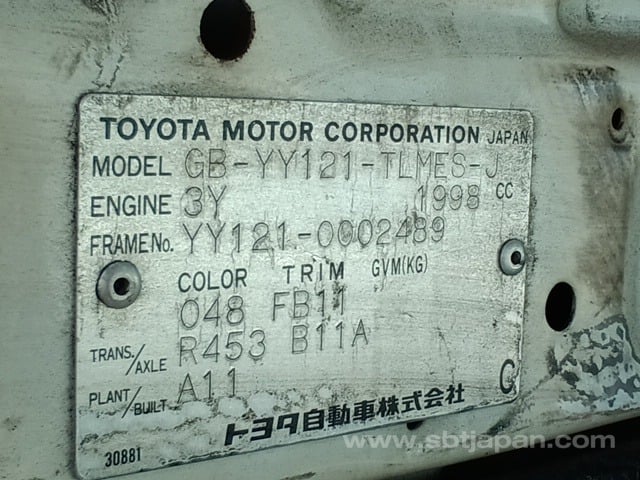 TOYOTA MOTOR CORPORATION JAPAN
MODEL GB-YY121-TLMES-J
ENGINE 3Y 1998 CC
FRAME No. YY121-0002489
COLOR TRIM GVM(KG)
048 FB11
TRANS./AXLE R453 B11A
PLANT/BUILT A11 C
トヨタ自動車株式会社
30881
www.sbtjapan.com